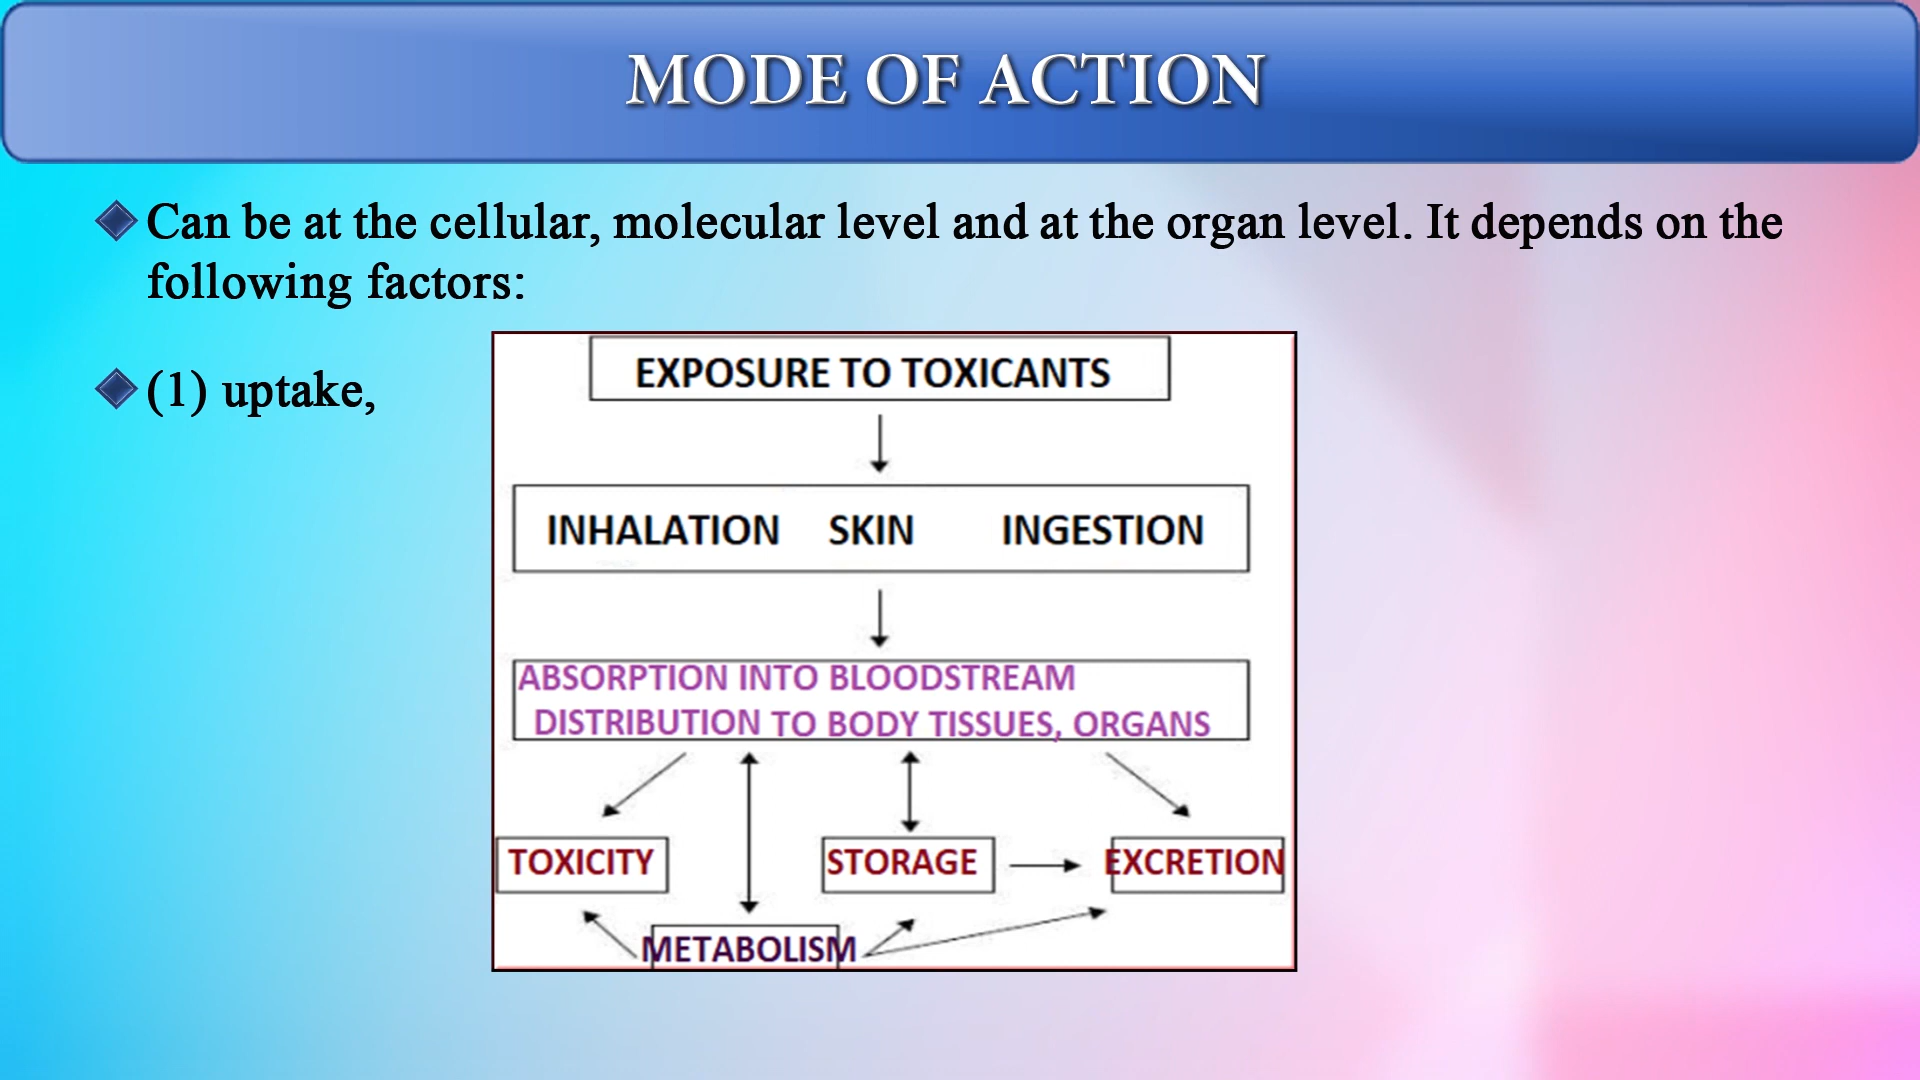 MODE OF ACTION
Can be at the cellular, molecular level and at the organ level. It depends on the
following factors:
(1) uptake,
EXPOSURE TO TOXICANTS
INHALATION SKIN INGESTION
ABSORPTION INTO BLOODSTREAM
DISTRIBUTION TO BODY TISSUES, ORGANS
TOXICITY STORAGE EXCRETION
METABOLISM